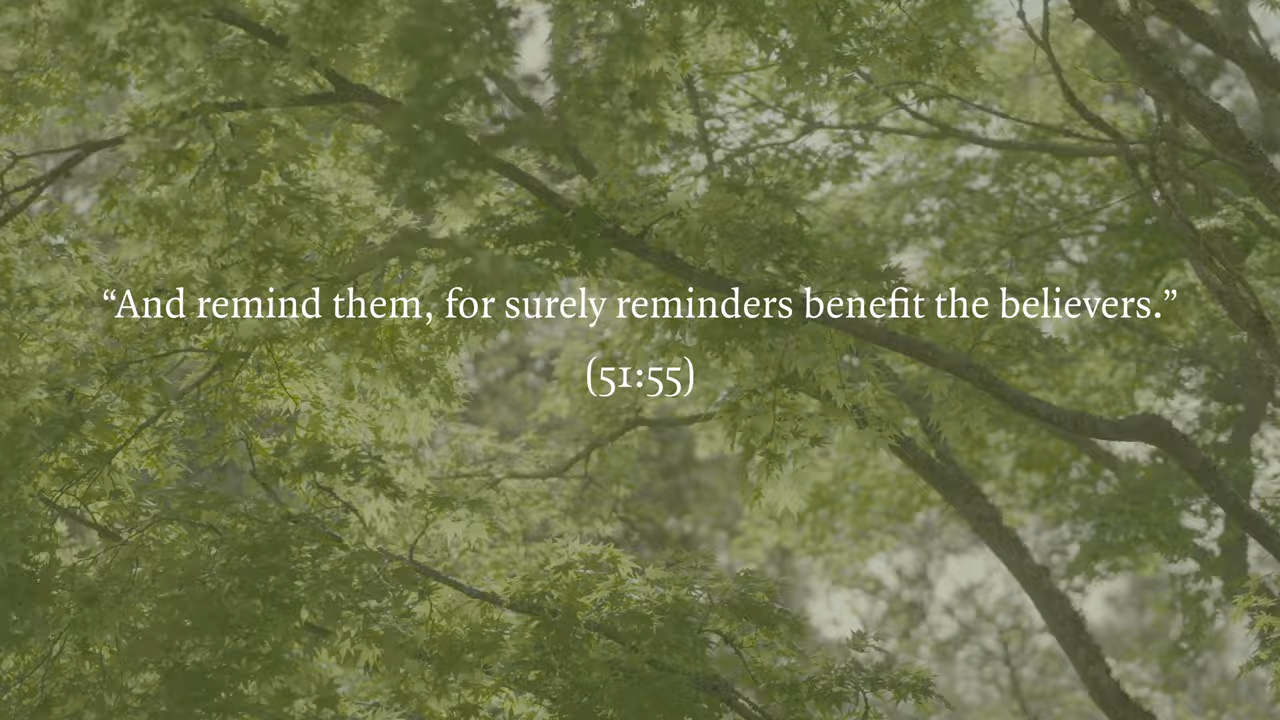 “And remind them, for surely reminders benefit the believers.”
(51:55)